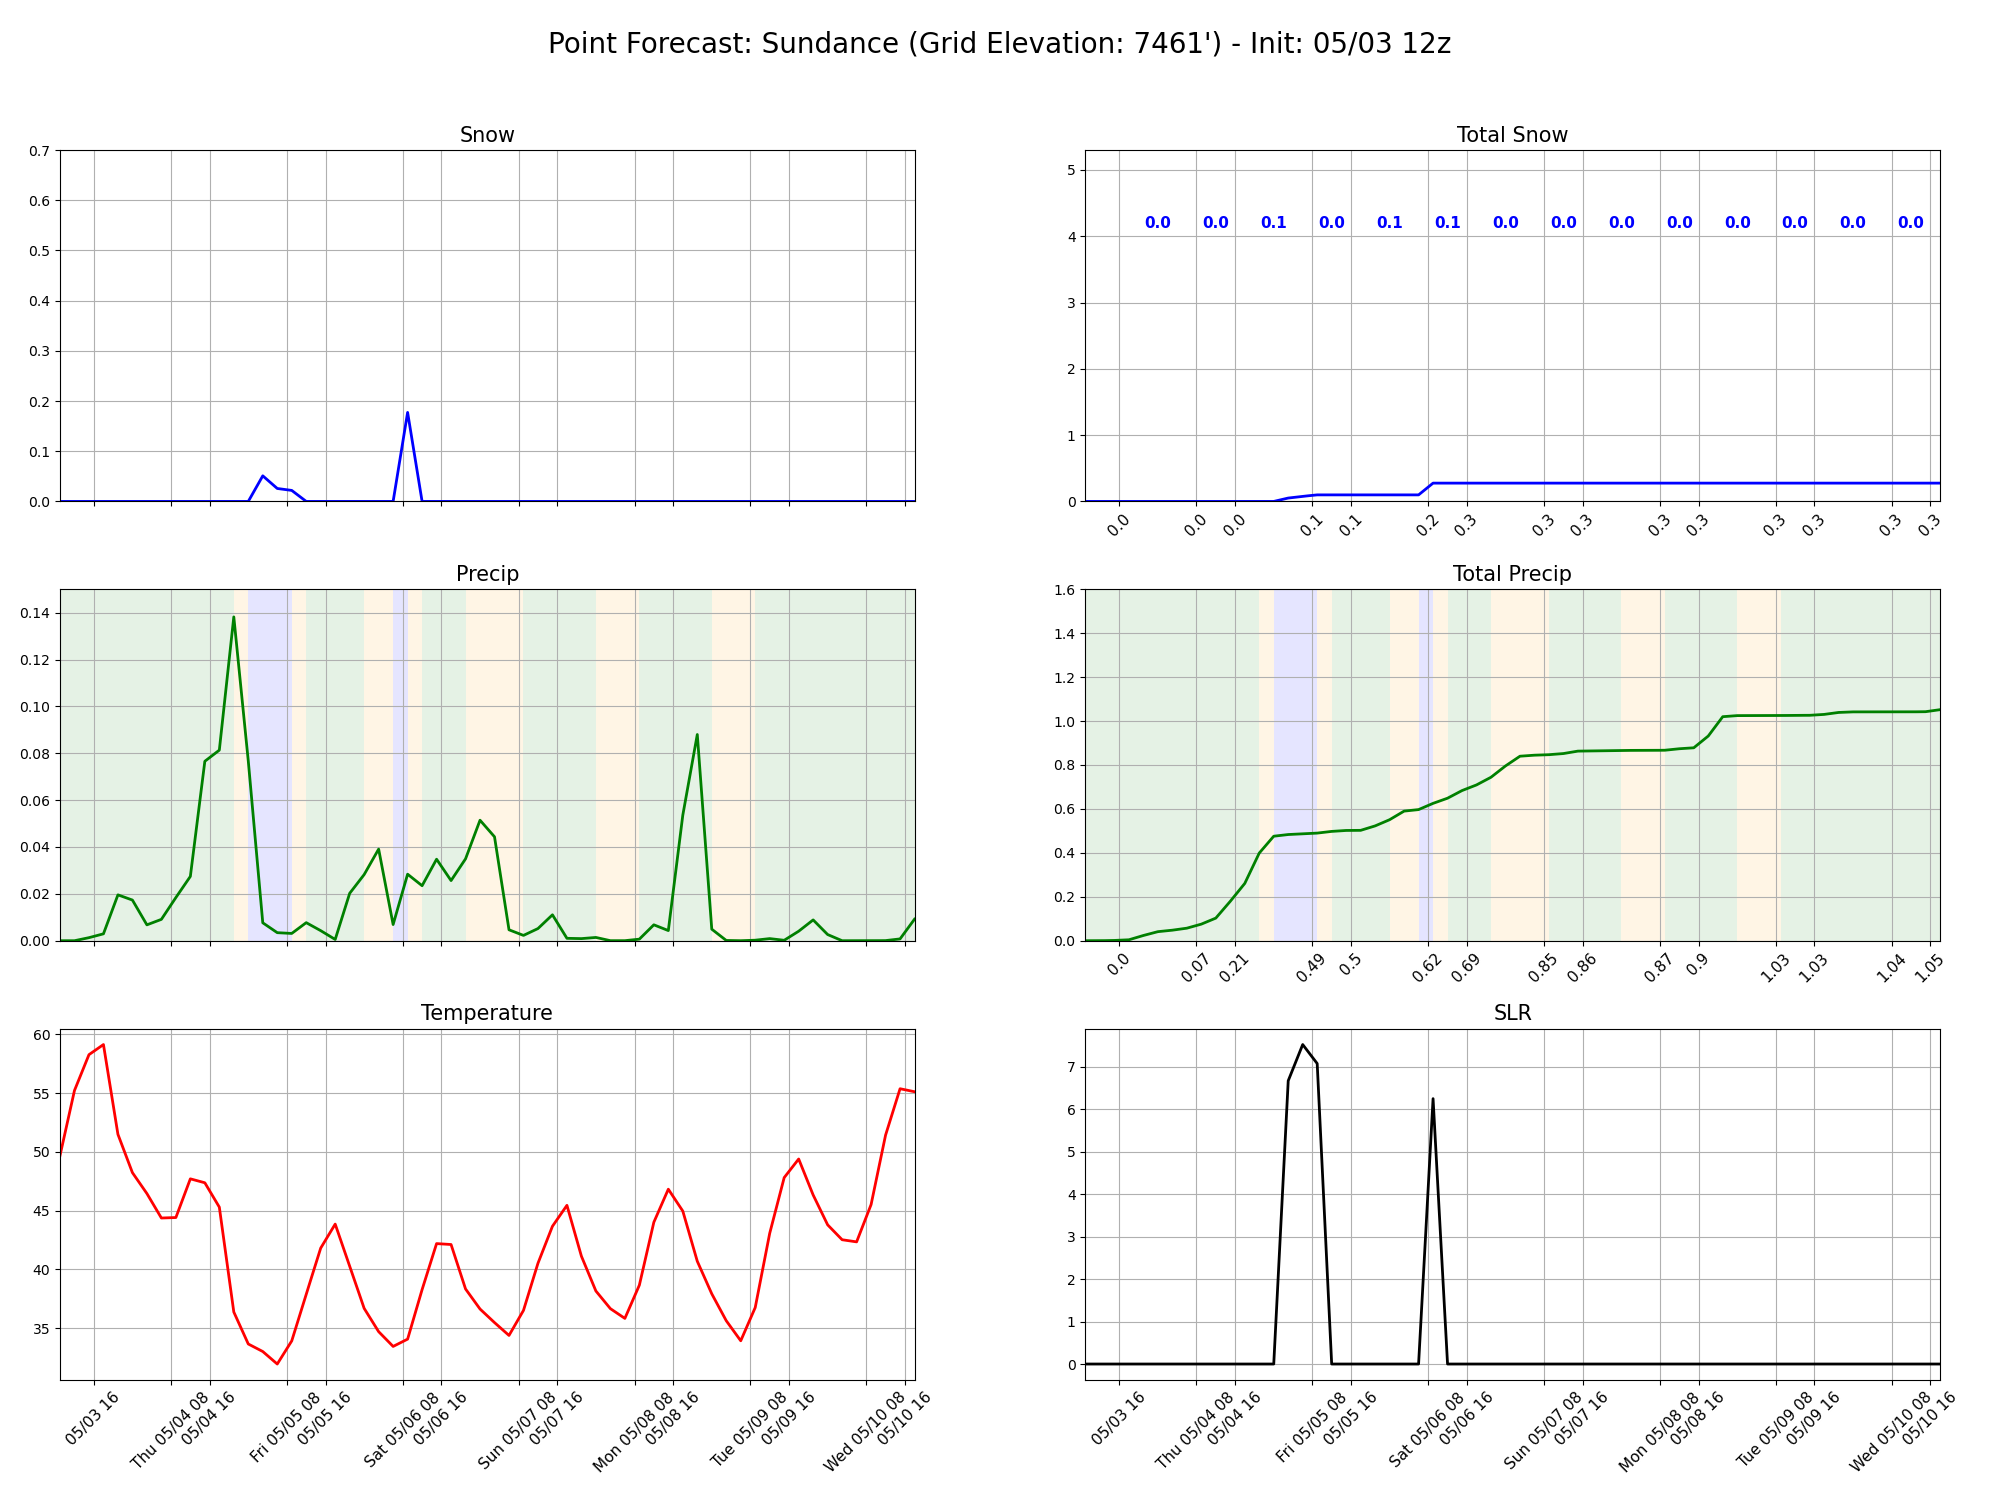 Point Forecast: Sundance (Grid Elevation: 7461') - Init: 05/03 12z
Snow
0.7
0.6
0.5
0.4
0.3
0.2
0.1
0.0
Total Snow
5
4
3
2
1
0
0.0 0.0 0.1 0.0 0.1 0.1 0.0 0.0 0.0 0.0 0.0 0.0 0.0 0.0
0.0 0.0 0.0 0.1 0.1 0.2 0.3 0.3 0.3 0.3 0.3 0.3 0.3 0.3 0.3
Precip
0.14
0.12
0.10
0.08
0.06
0.04
0.02
0.00
Total Precip
1.6
1.4
1.2
1.0
0.8
0.6
0.4
0.2
0.0
0.0 0.07 0.21 0.49 0.5 0.62 0.69 0.85 0.86 0.87 0.9 1.03 1.03 1.04 1.05
Temperature
60
55
50
45
40
35
05/03 16
Thu 05/04 08
05/04 16
Fri 05/05 08
05/05 16
Sat 05/06 08
05/06 16
Sun 05/07 08
05/07 16
Mon 05/08 08
05/08 16
Tue 05/09 08
05/09 16
Wed 05/10 08
05/10 16
SLR
7
6
5
4
3
2
1
0
05/03 16
Thu 05/04 08
05/04 16
Fri 05/05 08
05/05 16
Sat 05/06 08
05/06 16
Sun 05/07 08
05/07 16
Mon 05/08 08
05/08 16
Tue 05/09 08
05/09 16
Wed 05/10 08
05/10 16